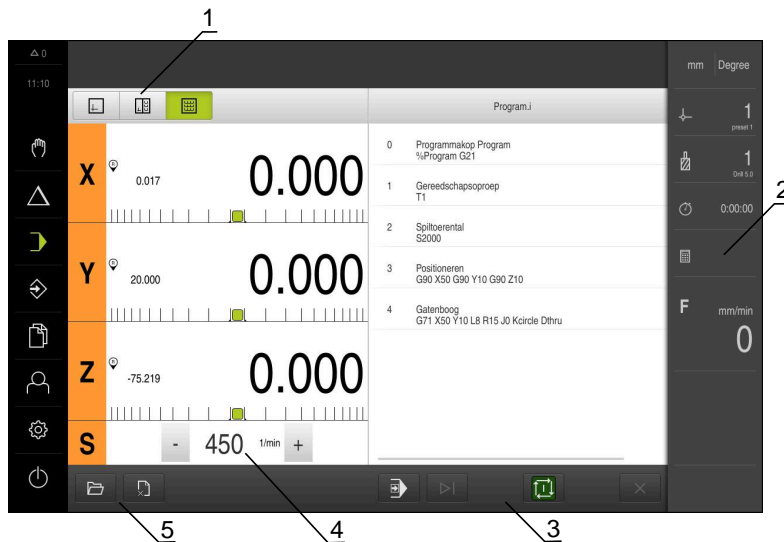 1
0
11:10
mm Degree
Program.i
1
preset 1
1
Drill 5.0
2
0:00:00
F mm/min
0
X R 0.017 0.000
Y R 20.000 0.000
Z R -75.219 0.000
S - 450 1/min +
0 Programmakop Program
%Program G21
1 Gereedschapsoproep
T1
2 Spiltoerental
S2000
3 Positioneren
G90 X50 G90 Y10 G90 Z10
4 Gatenboog
G71 X50 Y10 L8 R15 J0 Kcircle Dthru
5
4
3